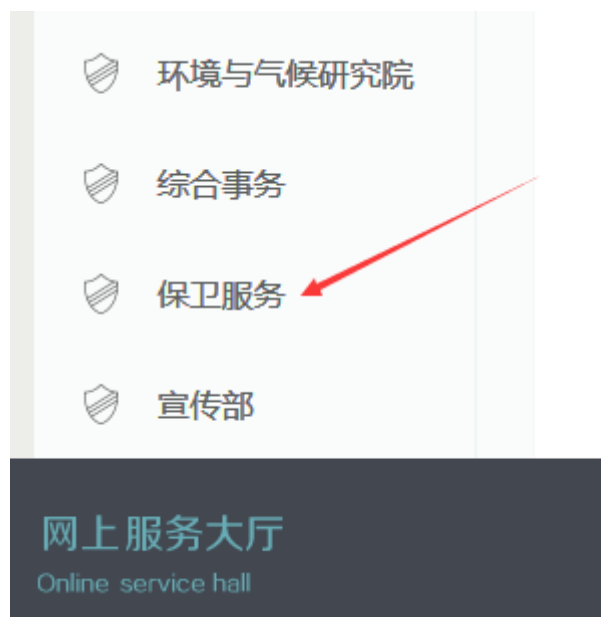 环境与气候研究院
综合事务
保卫服务
宣传部
网上服务大厅
Online service hall